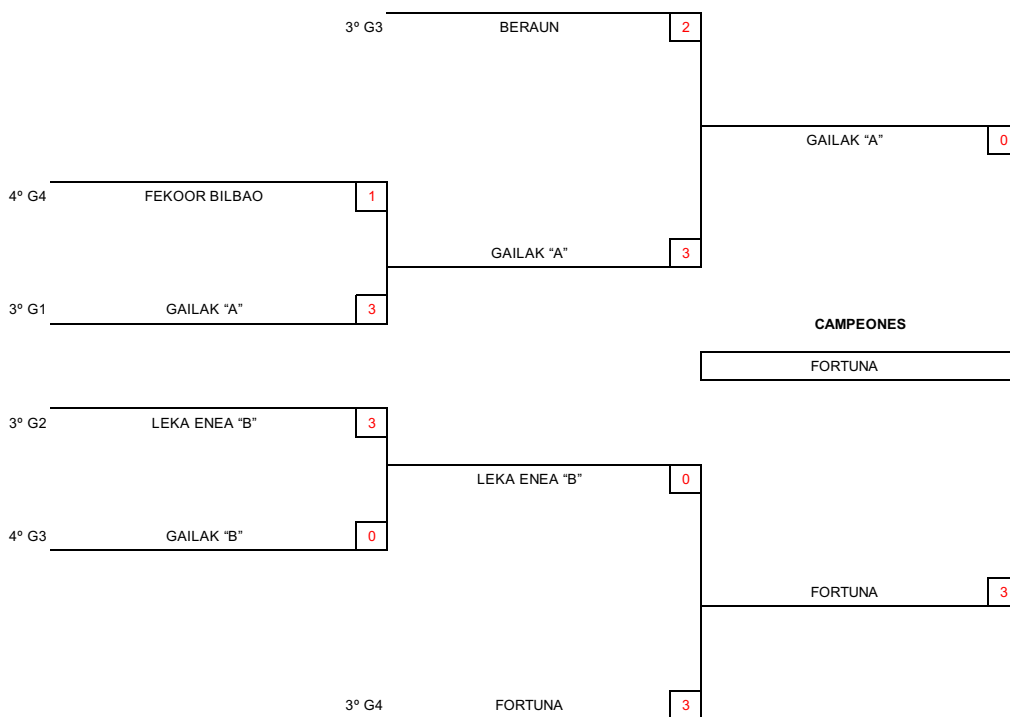 3º G3 BERAUN 2
GAILAK “A” 0
4º G4 FEKOOR BILBAO 1
GAILAK “A” 3
3º G1 GAILAK “A” 3
CAMPEONES
FORTUNA
3º G2 LEKA ENEA “B” 3
LEKA ENEA “B” 0
4º G3 GAILAK “B” 0
FORTUNA 3
3º G4 FORTUNA 3